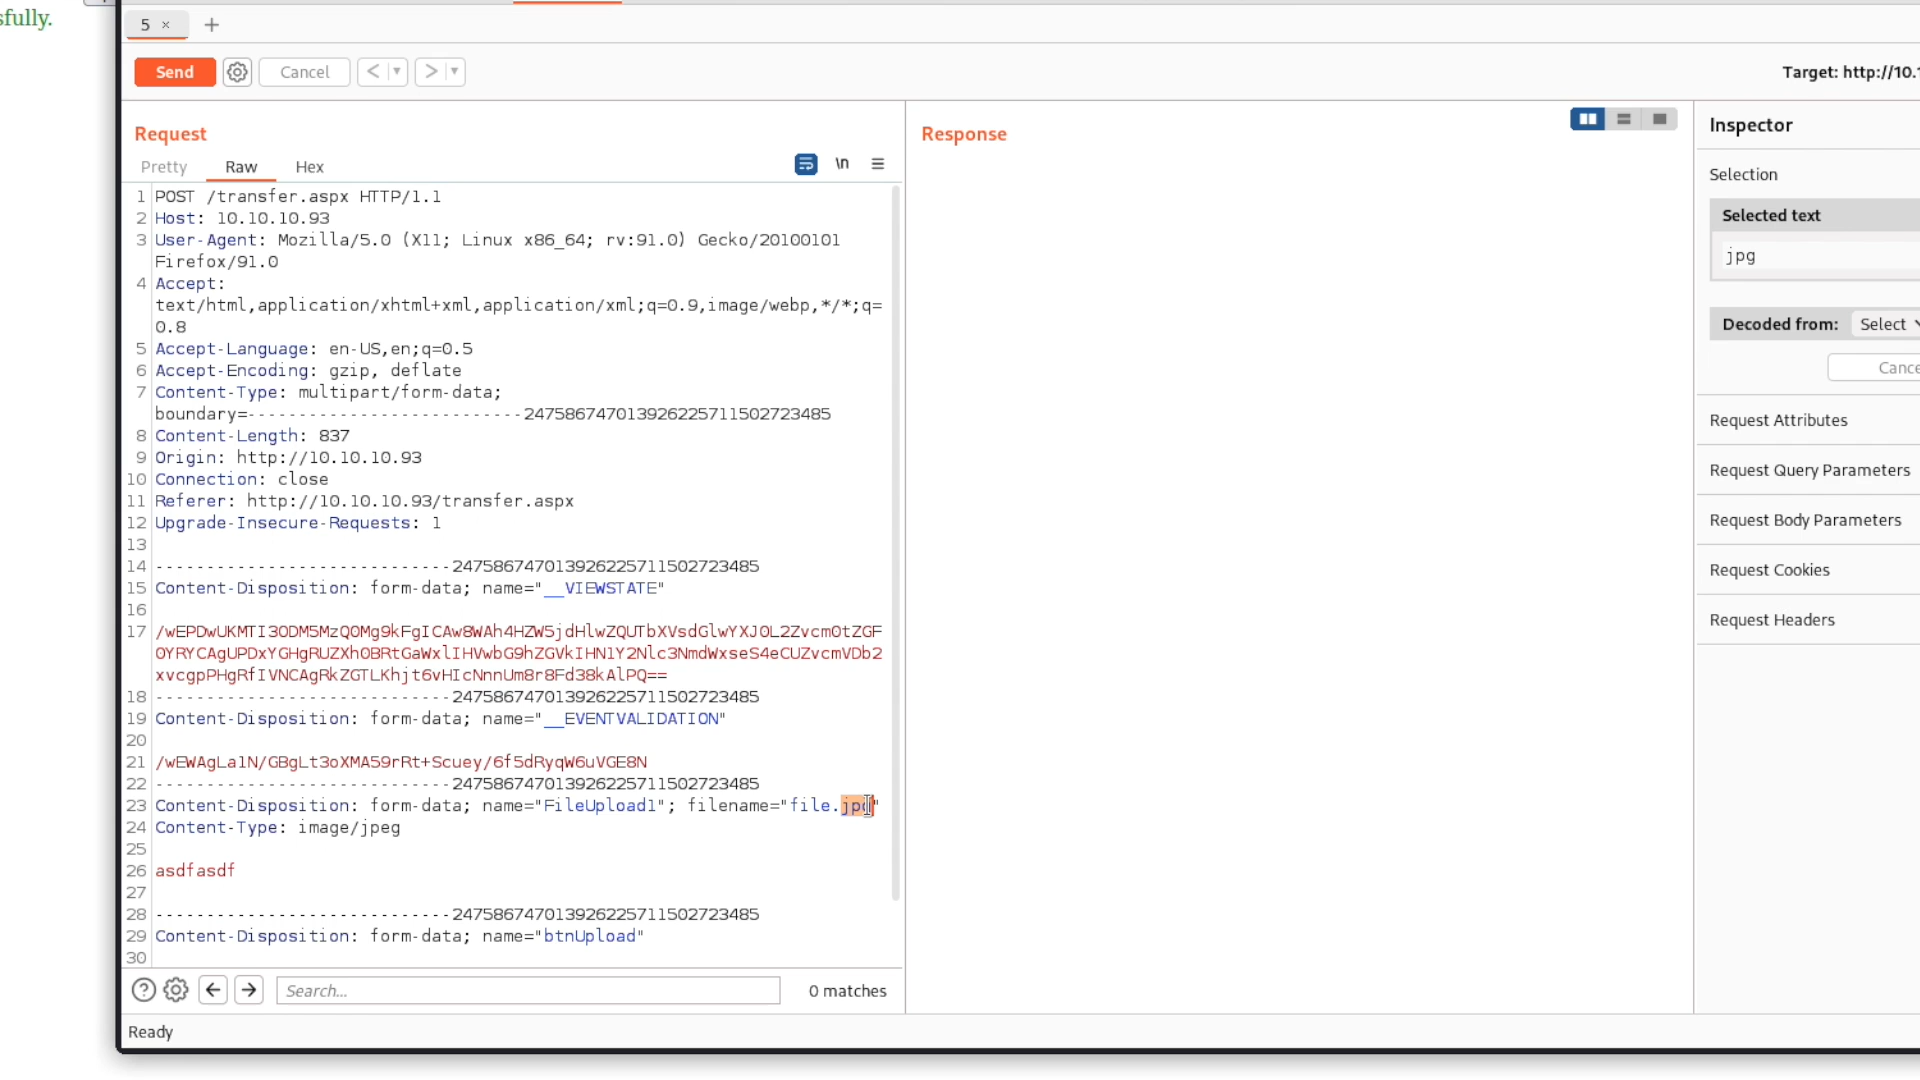 sfully.
5 × +
Send Cancel < >
Target: http://10.1
Request
Pretty Raw Hex
\n
1 POST /transfer.aspx HTTP/1.1
2 Host: 10.10.10.93
3 User-Agent: Mozilla/5.0 (X11; Linux x86_64; rv:91.0) Gecko/20100101
Firefox/91.0
4 Accept:
text/html,application/xhtml+xml,application/xml;q=0.9,image/webp,*/*;q=
0.8
5 Accept-Language: en-US,en;q=0.5
6 Accept-Encoding: gzip, deflate
7 Content-Type: multipart/form-data;
boundary=---------------------------247586747013926225711502723485
8 Content-Length: 837
9 Origin: http://10.10.10.93
10 Connection: close
11 Referer: http://10.10.10.93/transfer.aspx
12 Upgrade-Insecure-Requests: 1
13
14 -----------------------------247586747013926225711502723485
15 Content-Disposition: form-data; name="__VIEWSTATE"
16
17 /wEPDwUKMTI3ODM5MzQ0Mg9kFgICAw8WAh4HZW5jdHlwZQUTbXVsdGlwYXJ0L2Zvcm0tZGF
0YRYCAgUPDxYGHgRUZXh0BRtGaWxlIHVwbG9hZGVkIHN1Y2Nlc3NmdWxseS4eCUZvcmVDb2
xvcgpPHgRfIVNCAgRkZGTLKhjt6vHIcNnnUm8r8Fd38kAlPQ==
18 -----------------------------247586747013926225711502723485
19 Content-Disposition: form-data; name="__EVENTVALIDATION"
20
21 /wEWAgLa1N/GBgLt3oXMA59rRt+Scuey/6f5dRyqW6uVGE8N
22 -----------------------------247586747013926225711502723485
23 Content-Disposition: form-data; name="FileUpload1"; filename="file.jpg"
24 Content-Type: image/jpeg
25
26 asdfasdf
27
28 -----------------------------247586747013926225711502723485
29 Content-Disposition: form-data; name="btnUpload"
30
Search... 0 matches
Ready
Response
Inspector
Selection
Selected text
jpg
Decoded from: Select
Cance
Request Attributes
Request Query Parameters
Request Body Parameters
Request Cookies
Request Headers